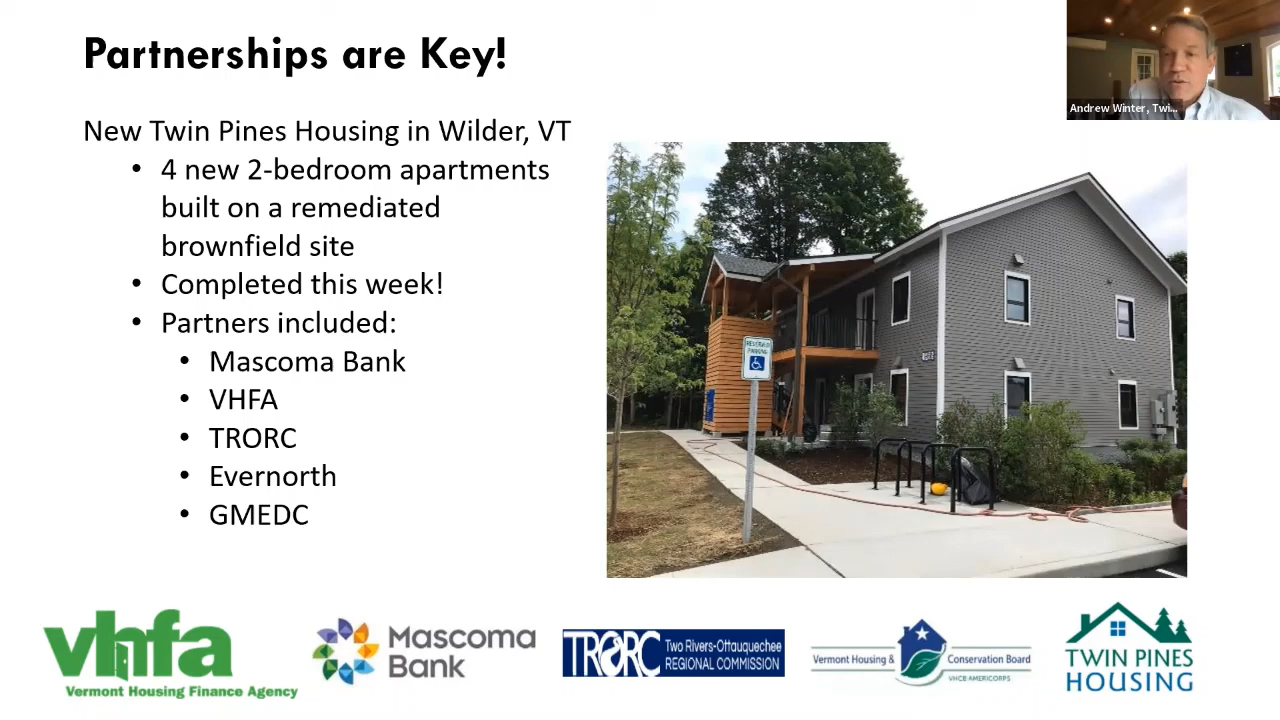 Partnerships are Key!
Andrew Winter, Twi...
New Twin Pines Housing in Wilder, VT
• 4 new 2-bedroom apartments
built on a remediated
brownfield site
• Completed this week!
• Partners included:
• Mascoma Bank
• VHFA
• TRORC
• Evernorth
• GMEDC
RESERVED
PARKING
vhfa
Vermont Housing Finance Agency
Mascoma
Bank
TRORC
Two Rivers-Ottauquechee
REGIONAL COMMISSION
Vermont Housing & Conservation Board
VHCB AMERICORPS
TWIN PINES
HOUSING